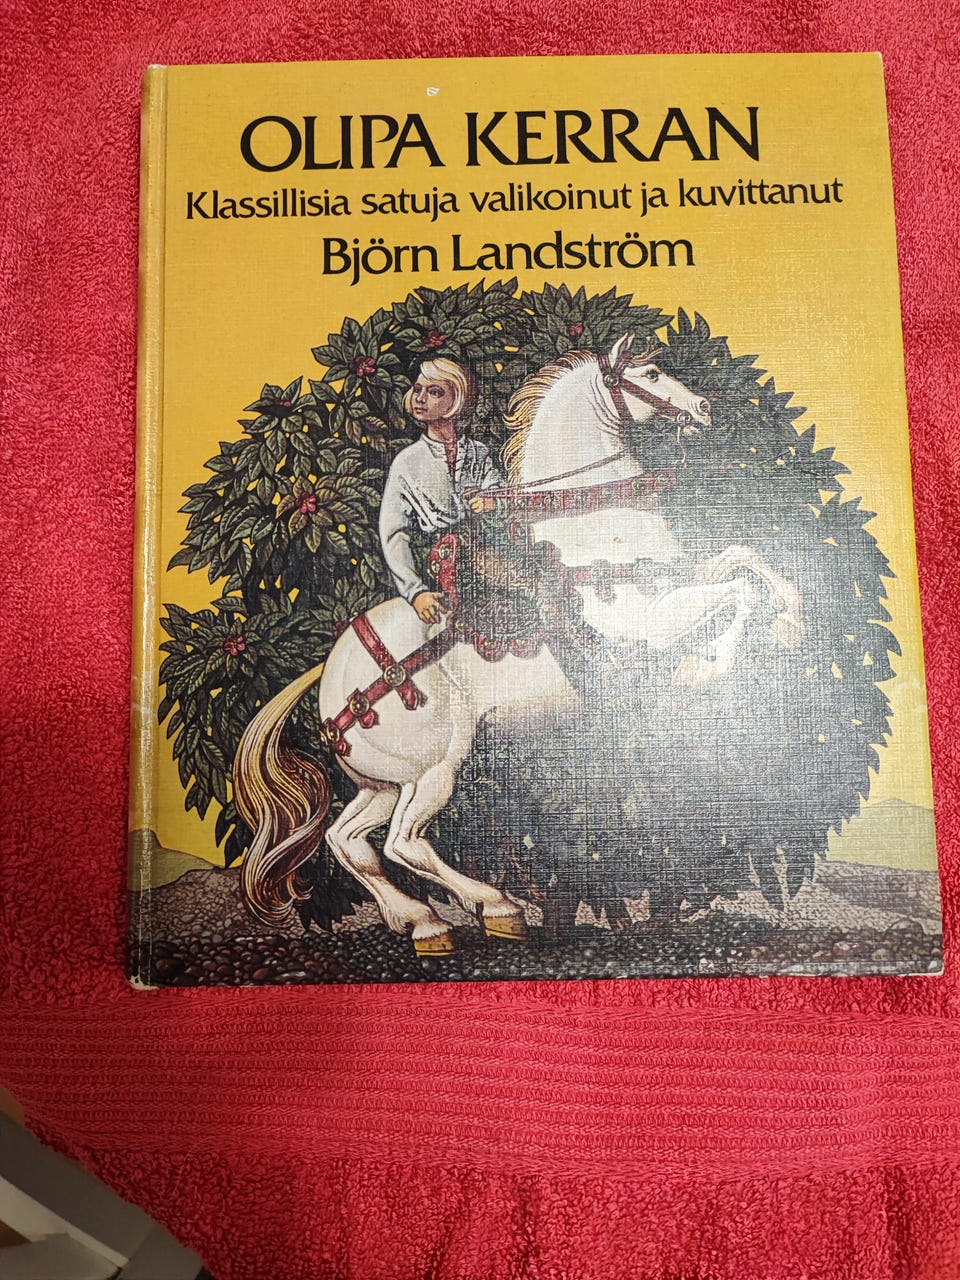 OLIPA KERRAN
Klassillisia satuja valikoinut ja kuvittanut
Björn Landström